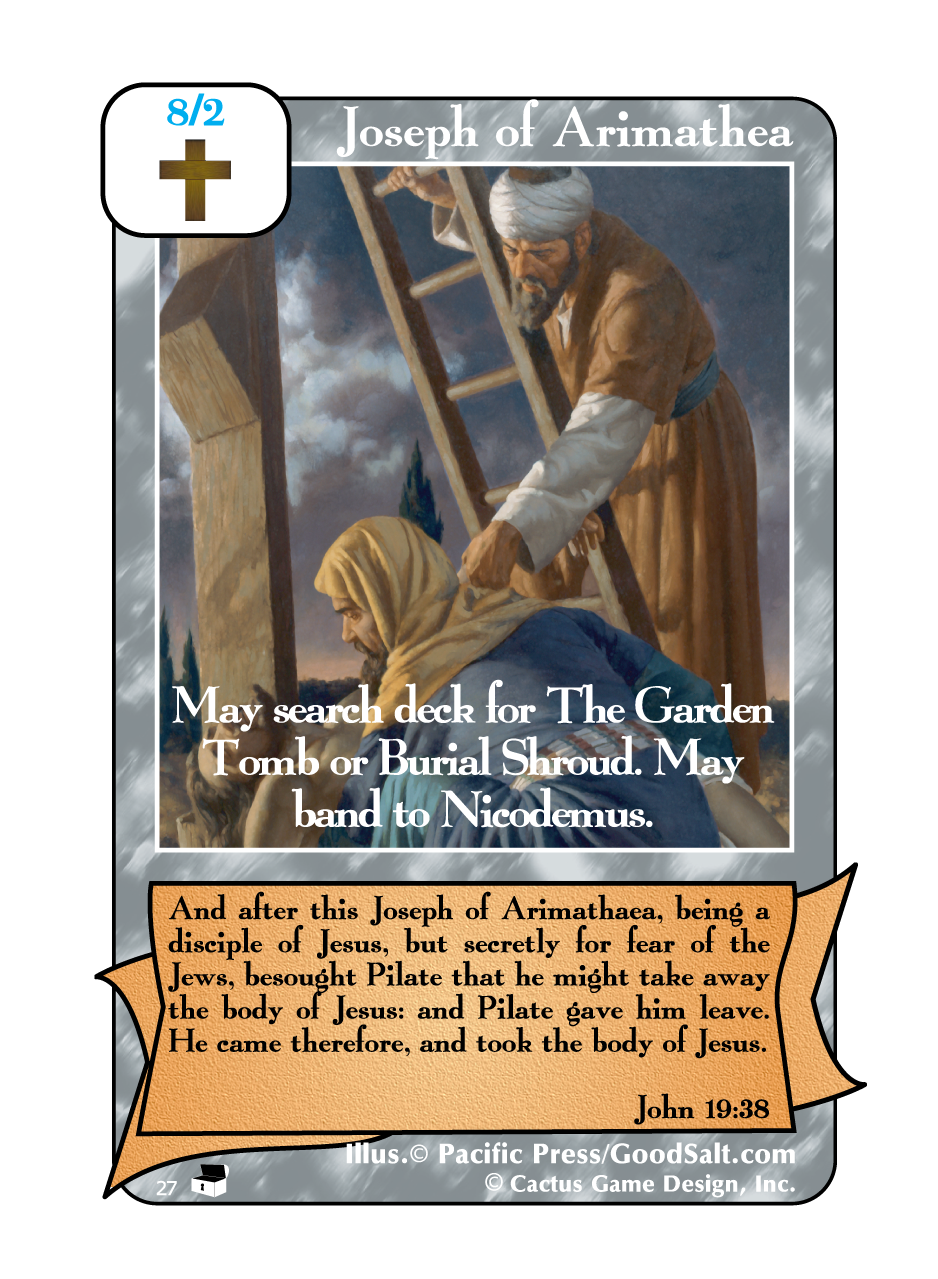 8/2
Joseph of Arimathea
May search deck for The Garden
Tomb or Burial Shroud. May
band to Nicodemus.
And after this Joseph of Arimathaea, being a
disciple of Jesus, but secretly for fear of the
Jews, besought Pilate that he might take away
the body of Jesus: and Pilate gave him leave.
He came therefore, and took the body of Jesus.
John 19:38
Illus.© Pacific Press/GoodSalt.com
27
© Cactus Game Design, Inc.